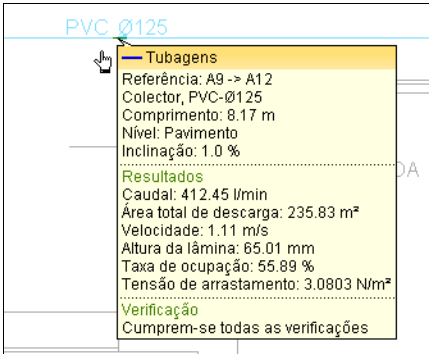 PVC Ø125
Tubagens
Referência: A9 -> A12
Colector, PVC-Ø125
Comprimento: 8.17 m
Nível: Pavimento
Inclinação: 1.0 %
Resultados
Caudal: 412.45 l/min
Área total de descarga: 235.83 m²
Velocidade: 1.11 m/s
Altura da lâmina: 65.01 mm
Taxa de ocupação: 55.89 %
Tensão de arrastamento: 3.0803 N/m²
Verificação
Cumprem-se todas as verificações
DA